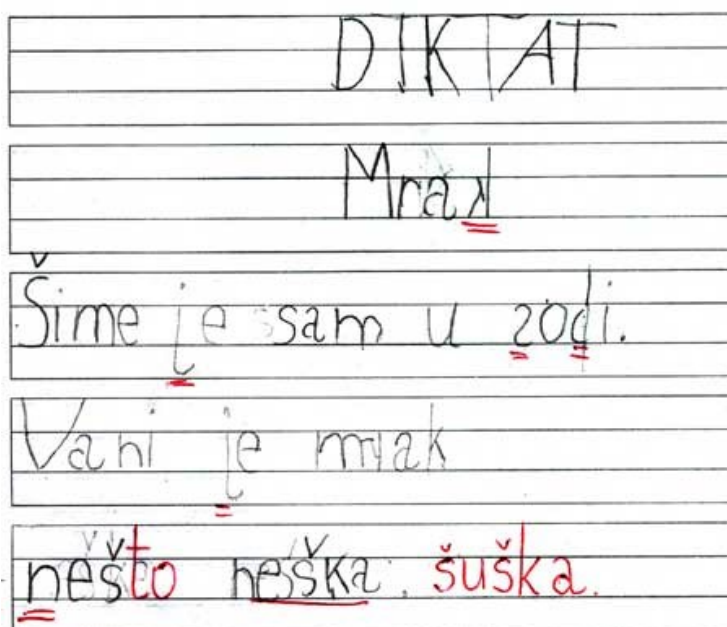 DIKTAT
Mrak
Šime je sam u zodi.
Vani je mrak
nešto neška. šuška.